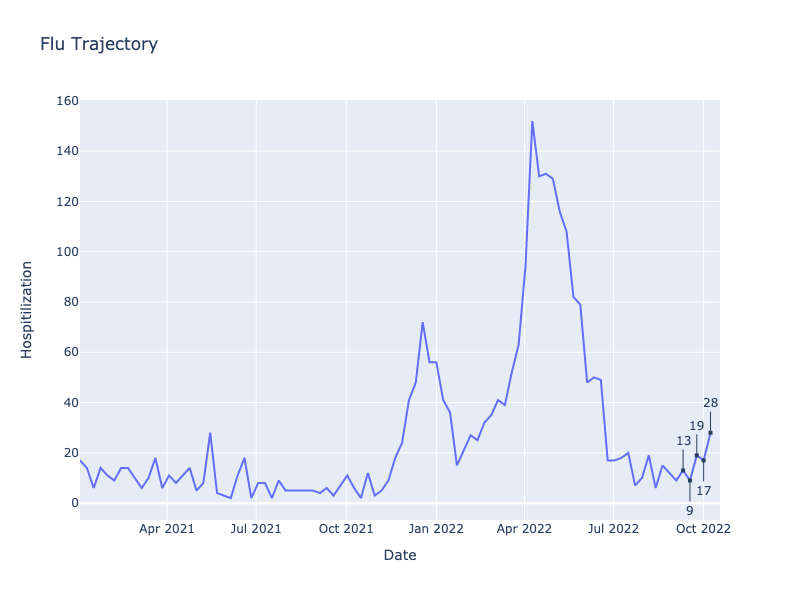 Flu Trajectory
160
140
120
100
80
60
40
20
0
Hospitilization
28
19
13
17
9
Apr 2021
Jul 2021
Oct 2021
Jan 2022
Apr 2022
Jul 2022
Oct 2022
Date